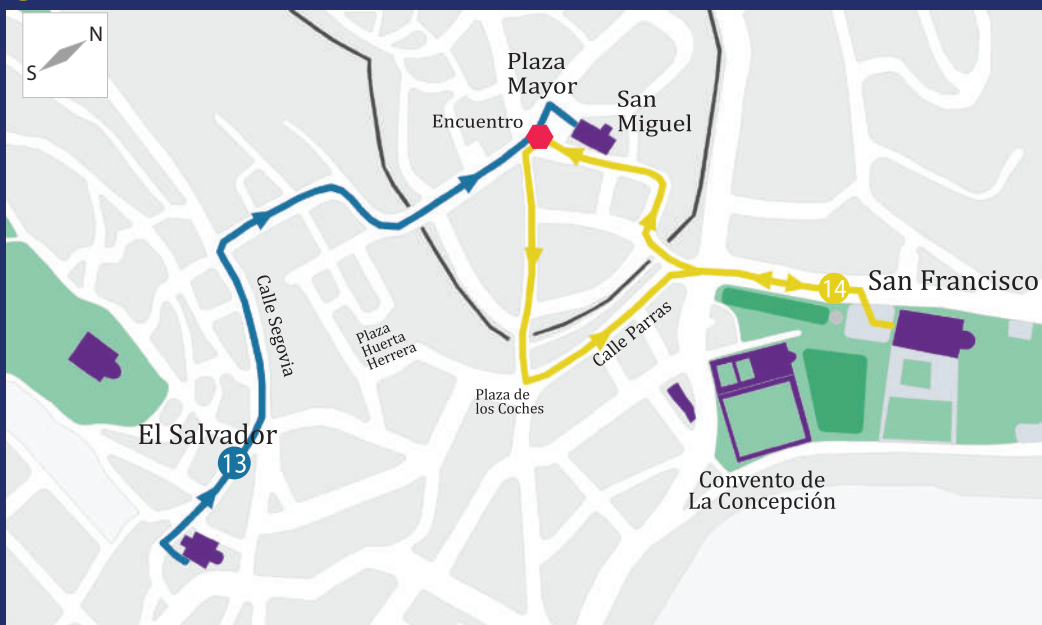 N
S
Plaza
Mayor
San
Miguel
Encuentro
San Francisco
14
Calle Segovia
Plaza
Huerta
Herrera
Calle Parras
Plaza de
los Coches
El Salvador
13
Convento de
La Concepción